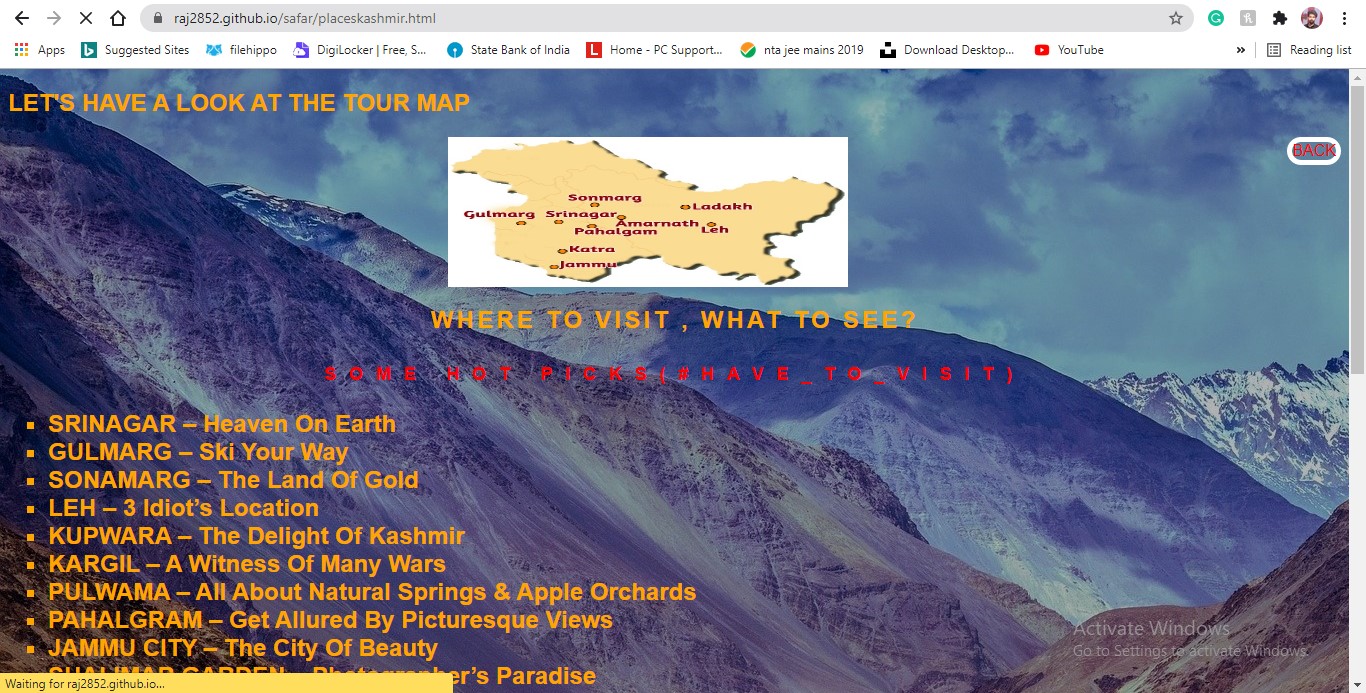 raj2852.github.io/safar/placeskashmir.html
Apps Suggested Sites filehippo DigiLocker | Free, S... State Bank of India L Home - PC Support... nta jee mains 2019 Download Desktop... YouTube » Reading list
LET'S HAVE A LOOK AT THE TOUR MAP
BACK
Sonmarg
Ladakh
Gulmarg Srinagar
Amarnath
Pahalgam Leh
Katra
Jammu
WHERE TO VISIT , WHAT TO SEE?
SOME HOT PICKS(#HAVE_TO_VISIT)
SRINAGAR – Heaven On Earth
GULMARG – Ski Your Way
SONAMARG – The Land Of Gold
LEH – 3 Idiot’s Location
KUPWARA – The Delight Of Kashmir
KARGIL – A Witness Of Many Wars
PULWAMA – All About Natural Springs & Apple Orchards
PAHALGRAM – Get Allured By Picturesque Views
JAMMU CITY – The City Of Beauty
SHALIMAR GARDEN – Photographer’s Paradise
Activate Windows
Go to Settings to activate Windows.
Waiting for raj2852.github.io...